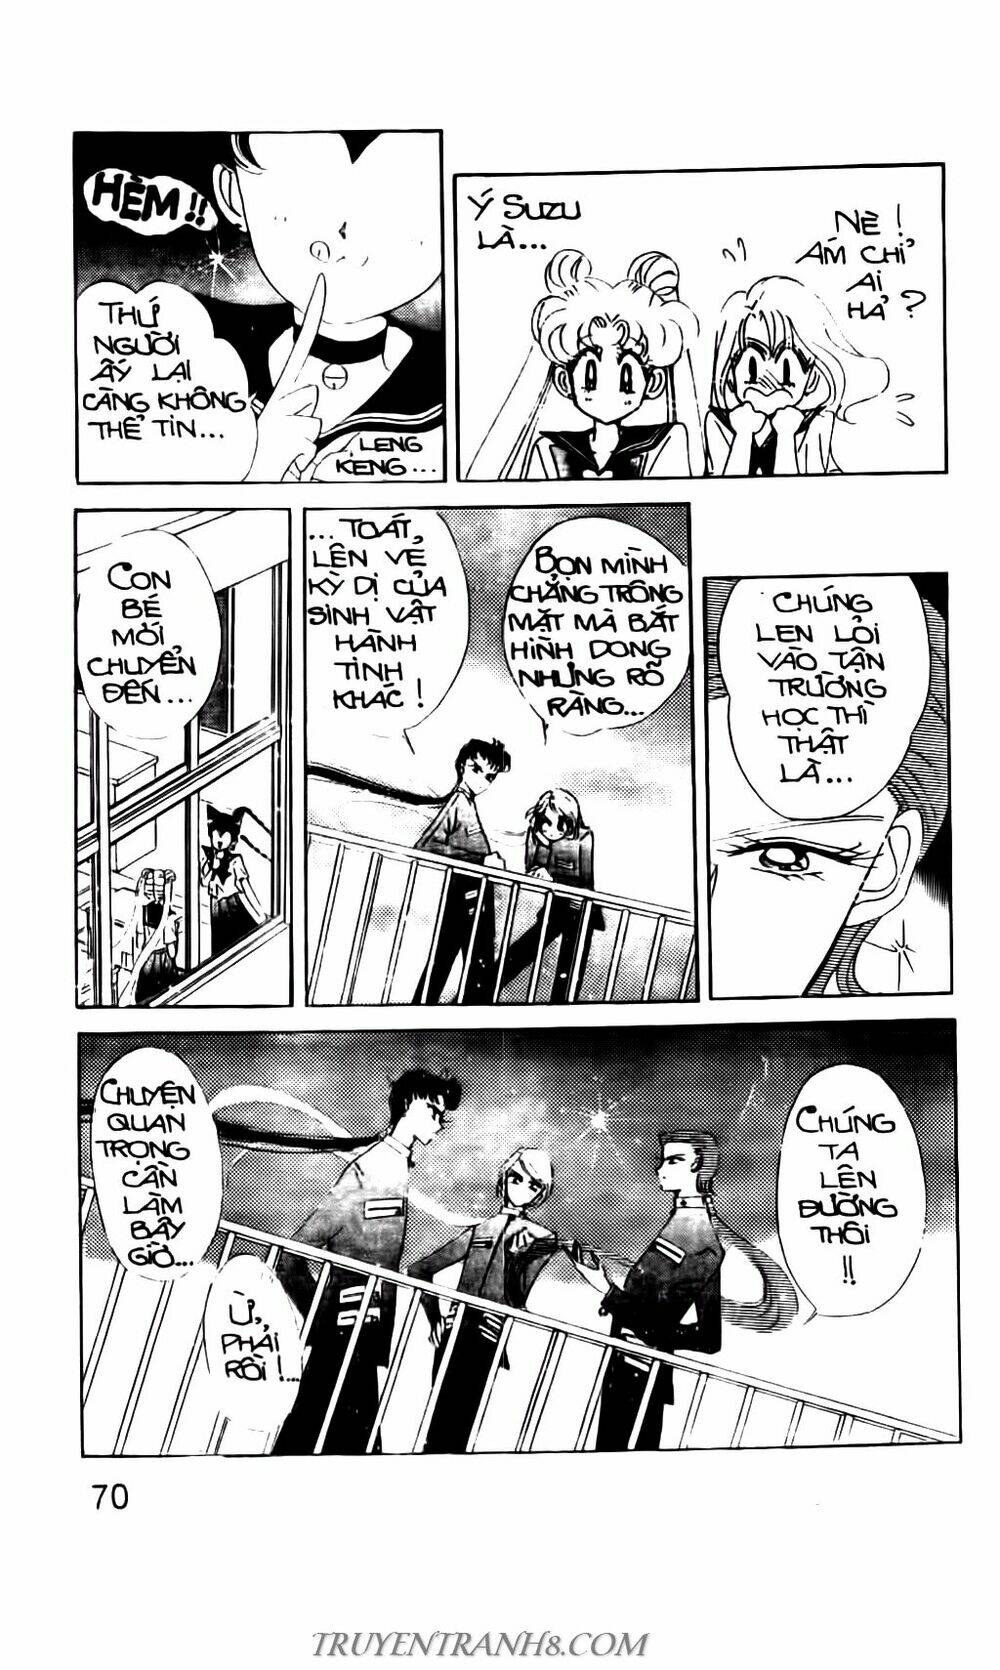 HÈM!!
THỨ
NGƯỜI
ẤY LẠI
CÀNG KHÔNG
THỂ TIN...
LENG
KENG...
Ý SUZU
LÀ...
NÈ!
ÁM CHỈ
AI
HẢ?
CON
BÉ
MỚI
CHUYỂN
ĐẾN...
...TOÁT
LÊN VẺ
KỲ DỊ CỦA
SINH VẬT
HÀNH
TINH
KHÁC!
BỌN MÌNH
CHẲNG TRÔNG
MẶT MÀ BẮT
HÌNH DONG
NHƯNG RÕ
RÀNG...
CHÚNG
LEN LỎI
VÀO TẬN
TRƯỜNG
HỌC THÌ
THẬT
LÀ...
CHUYỆN
QUAN
TRỌNG
CẦN
LÀM
BÂY
GIỜ...
Ừ,
PHẢI
RỒI!...
CHÚNG
TA
LÊN
ĐƯỜNG
THÔI
!!
70
TRUYENTRANH8.COM